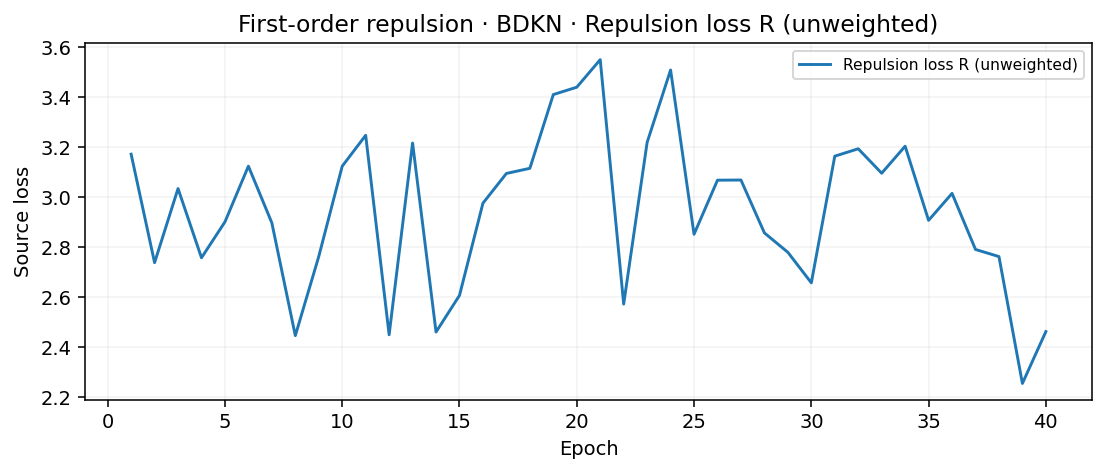 First-order repulsion · BDKN · Repulsion loss R (unweighted)
Repulsion loss R (unweighted)
Source loss
3.6
3.4
3.2
3.0
2.8
2.6
2.4
2.2
0 5 10 15 20 25 30 35 40
Epoch